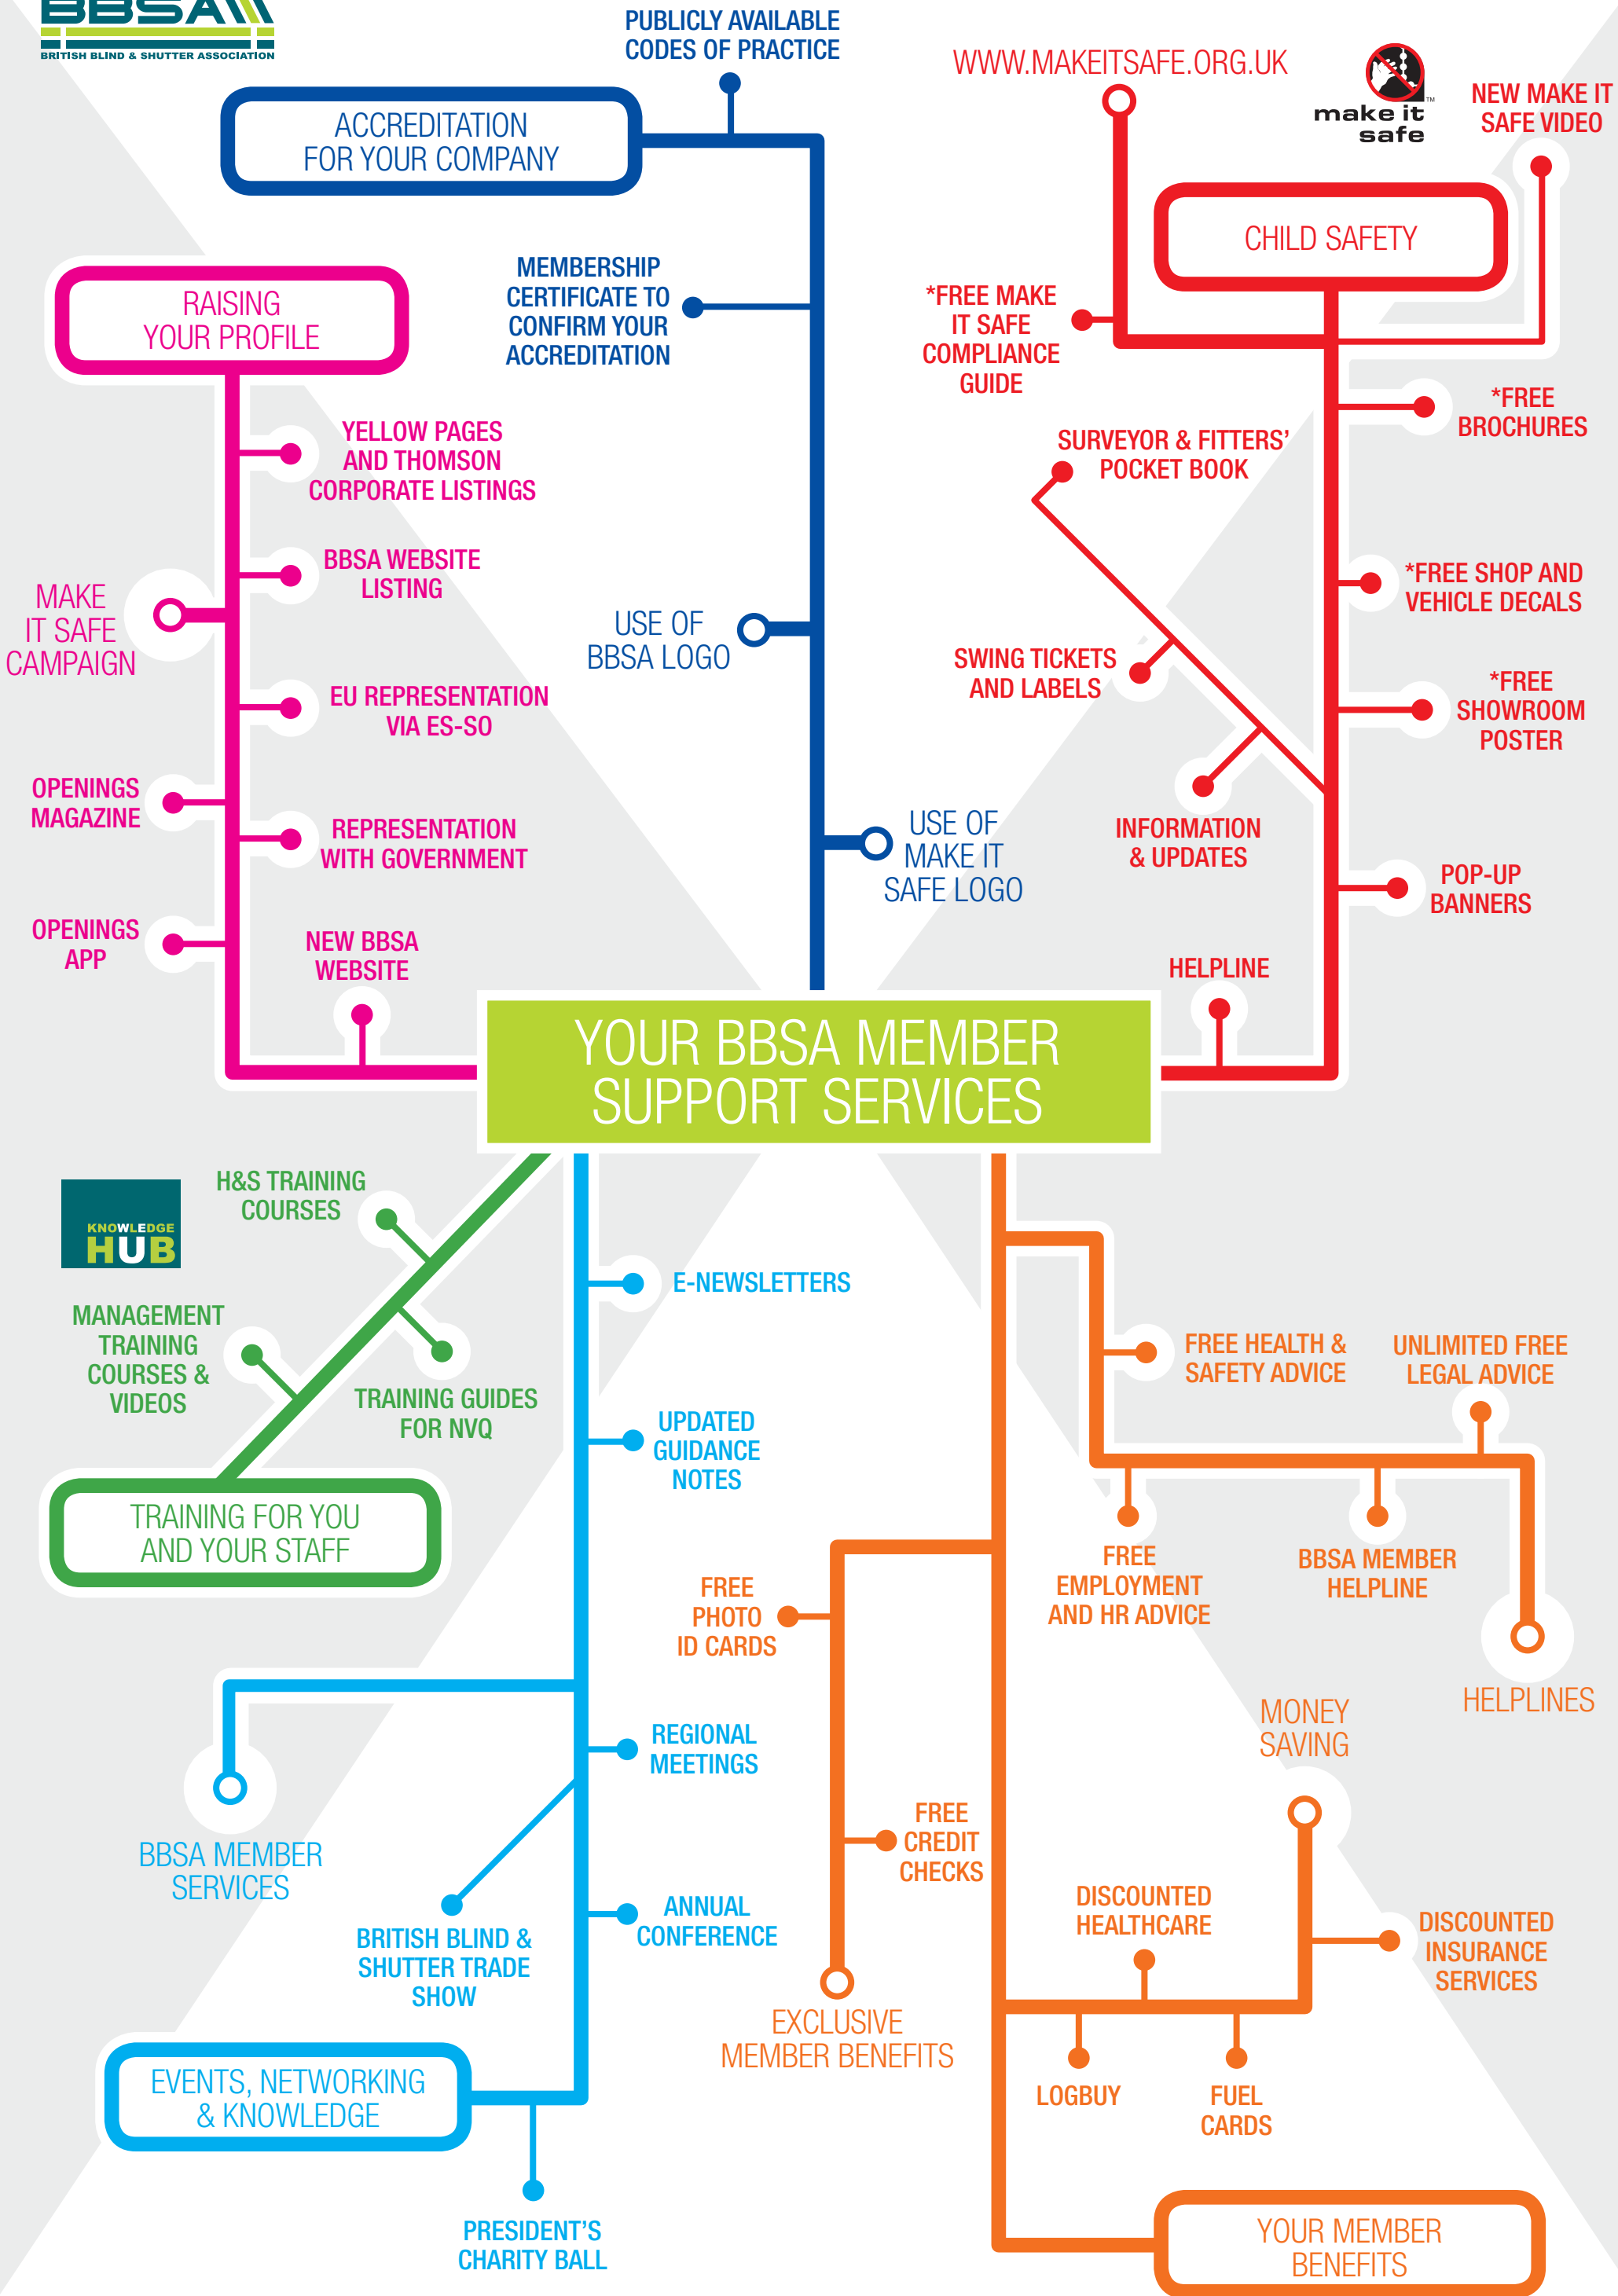 BBSA
BRITISH BLIND & SHUTTER ASSOCIATION
PUBLICLY AVAILABLE
CODES OF PRACTICE
ACCREDITATION
FOR YOUR COMPANY
MEMBERSHIP
CERTIFICATE TO
CONFIRM YOUR
ACCREDITATION
USE OF
BBSA LOGO
USE OF
MAKE IT
SAFE LOGO
WWW.MAKEITSAFE.ORG.UK
make it
safe
TM
NEW MAKE IT
SAFE VIDEO
CHILD SAFETY
*FREE MAKE
IT SAFE
COMPLIANCE
GUIDE
*FREE
BROCHURES
SURVEYOR & FITTERS’
POCKET BOOK
*FREE SHOP AND
VEHICLE DECALS
SWING TICKETS
AND LABELS
*FREE
SHOWROOM
POSTER
INFORMATION
& UPDATES
POP-UP
BANNERS
HELPLINE
RAISING
YOUR PROFILE
YELLOW PAGES
AND THOMSON
CORPORATE LISTINGS
BBSA WEBSITE
LISTING
MAKE
IT SAFE
CAMPAIGN
EU REPRESENTATION
VIA ES-SO
OPENINGS
MAGAZINE
REPRESENTATION
WITH GOVERNMENT
OPENINGS
APP
NEW BBSA
WEBSITE
YOUR BBSA MEMBER
SUPPORT SERVICES
H&S TRAINING
COURSES
KNOWLEDGE
HUB
MANAGEMENT
TRAINING
COURSES &
VIDEOS
TRAINING GUIDES
FOR NVQ
TRAINING FOR YOU
AND YOUR STAFF
E-NEWSLETTERS
UPDATED
GUIDANCE
NOTES
REGIONAL
MEETINGS
BBSA MEMBER
SERVICES
BRITISH BLIND &
SHUTTER TRADE
SHOW
ANNUAL
CONFERENCE
EVENTS, NETWORKING
& KNOWLEDGE
PRESIDENT’S
CHARITY BALL
FREE HEALTH &
SAFETY ADVICE
UNLIMITED FREE
LEGAL ADVICE
FREE
EMPLOYMENT
AND HR ADVICE
BBSA MEMBER
HELPLINE
HELPLINES
FREE
PHOTO
ID CARDS
FREE
CREDIT
CHECKS
EXCLUSIVE
MEMBER BENEFITS
MONEY
SAVING
DISCOUNTED
HEALTHCARE
DISCOUNTED
INSURANCE
SERVICES
LOGBUY
FUEL
CARDS
YOUR MEMBER
BENEFITS